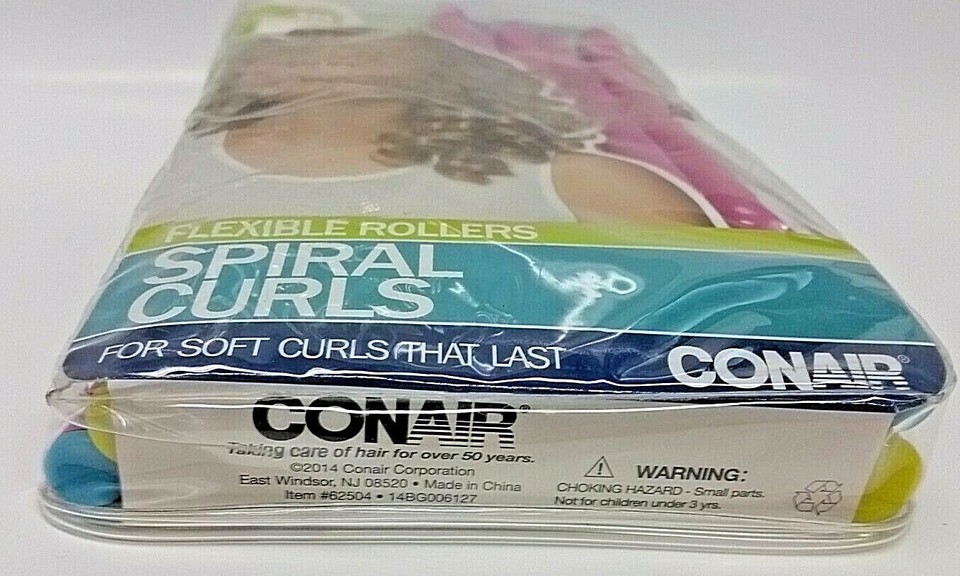 FLEXIBLE ROLLERS
SPIRAL
CURLS
FOR SOFT CURLS THAT LAST
CONAIR®
CONAIR®
Taking care of hair for over 50 years.
©2014 Conair Corporation
East Windsor, NJ 08520 • Made in China
Item #62504 • 14BG006127
WARNING:
CHOKING HAZARD - Small parts.
Not for children under 3 yrs.